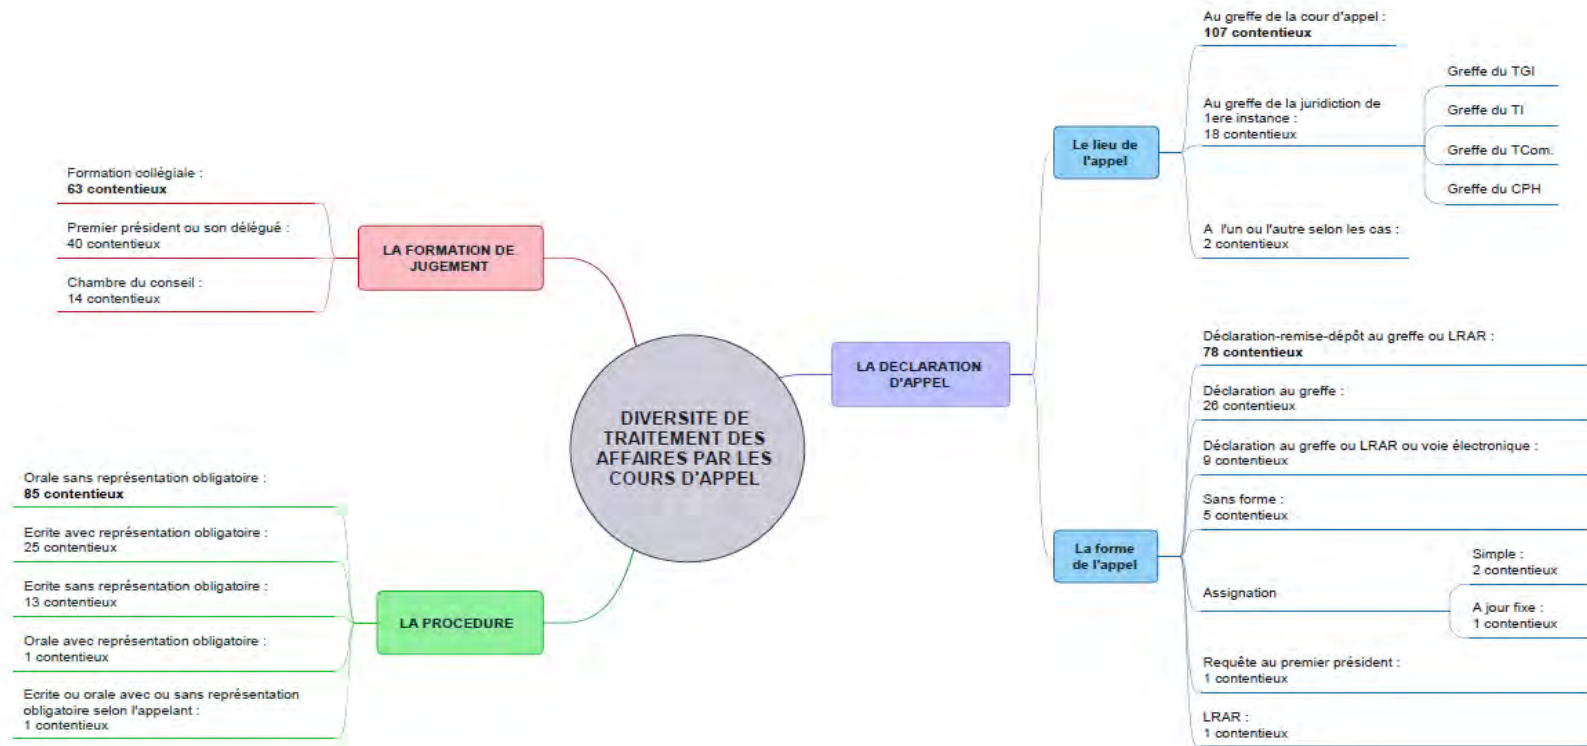 DIVERSITE DE
TRAITEMENT DES
AFFAIRES PAR LES
COURS D'APPEL
LA FORMATION DE
JUGEMENT
Formation collégiale :
63 contentieux
Premier président ou son délégué :
40 contentieux
Chambre du conseil :
14 contentieux
LA PROCEDURE
Orale sans représentation obligatoire :
85 contentieux
Ecrite avec représentation obligatoire :
25 contentieux
Ecrite sans représentation obligatoire :
13 contentieux
Orale avec représentation obligatoire :
1 contentieux
Ecrite ou orale avec ou sans représentation
obligatoire selon l'appelant :
1 contentieux
LA DECLARATION
D'APPEL
Le lieu de
l'appel
Au greffe de la cour d'appel :
107 contentieux
Au greffe de la juridiction de
1ere instance :
18 contentieux
Greffe du TGI
Greffe du TI
Greffe du TCom.
Greffe du CPH
A l'un ou l'autre selon les cas :
2 contentieux
La forme
de l'appel
Déclaration-remise-dépôt au greffe ou LRAR :
78 contentieux
Déclaration au greffe :
26 contentieux
Déclaration au greffe ou LRAR ou voie électronique :
9 contentieux
Sans forme :
5 contentieux
Assignation
Simple :
2 contentieux
A jour fixe :
1 contentieux
Requête au premier président :
1 contentieux
LRAR :
1 contentieux